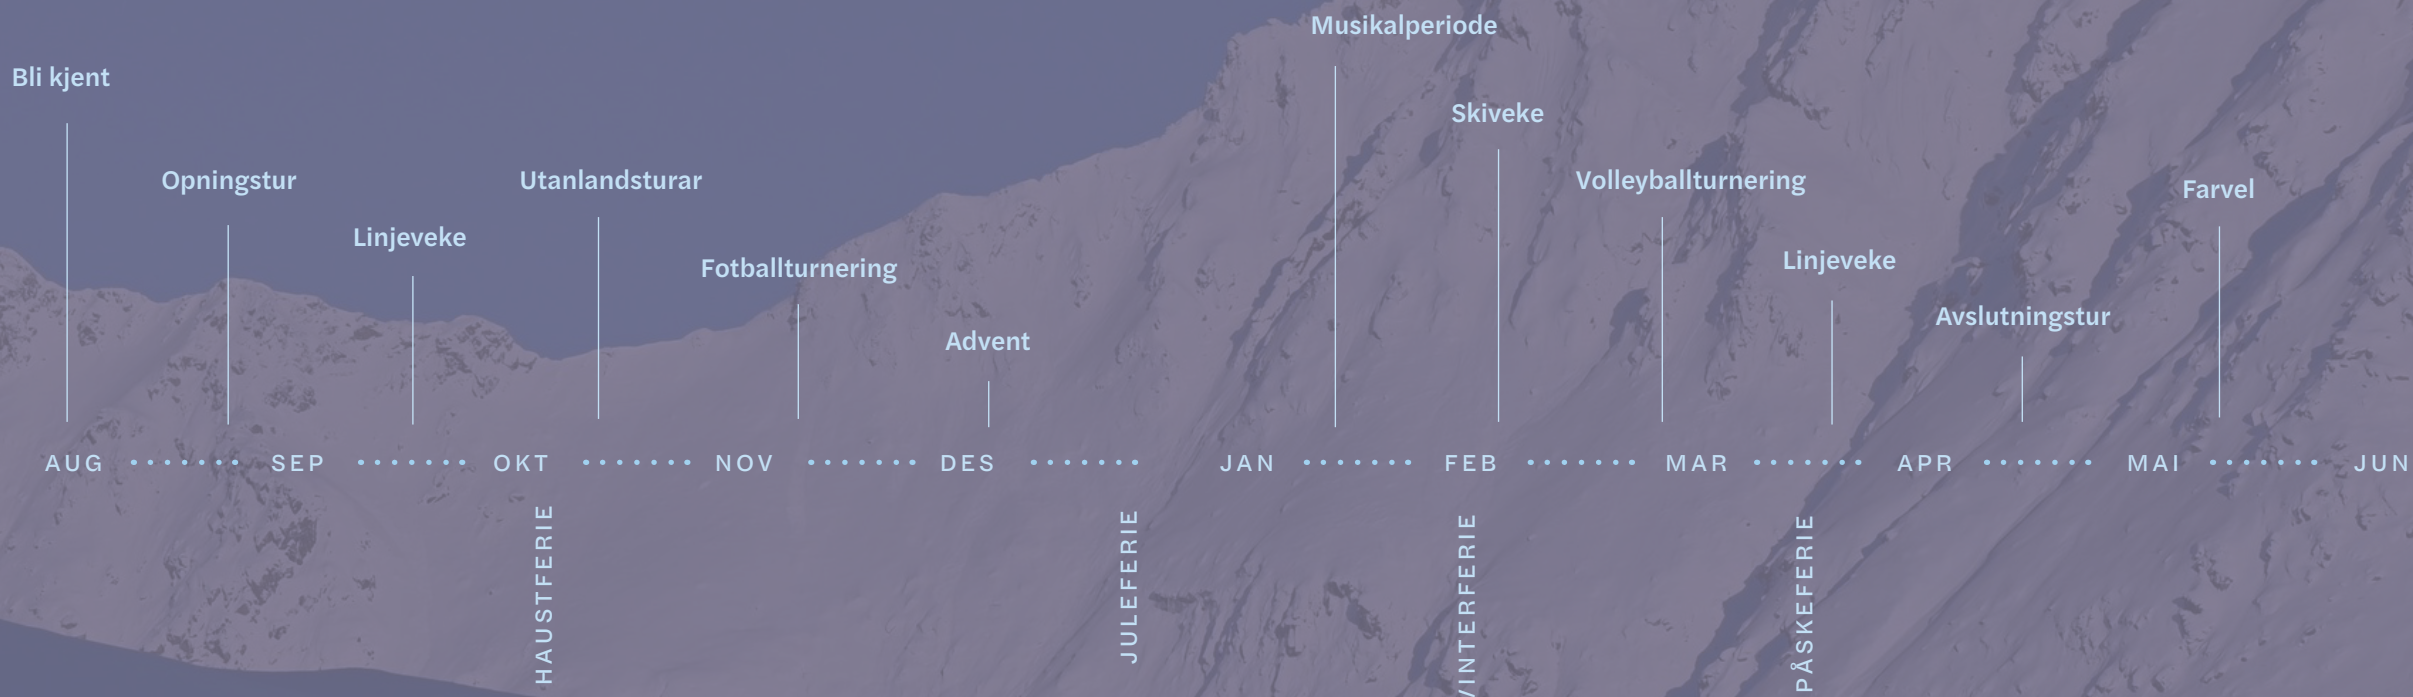 Bli kjent
Opningstur
Linjeveke
Utanlandsturar
Fotballturnering
Advent
Musikalperiode
Skiveke
Volleyballturnering
Linjeveke
Avslutningstur
Farvel
AUG SEP OKT NOV DES JAN FEB MAR APR MAI JUN
HAUSTFERIE
JULEFERIE
VINTERFERIE
PÅSKEFERIE